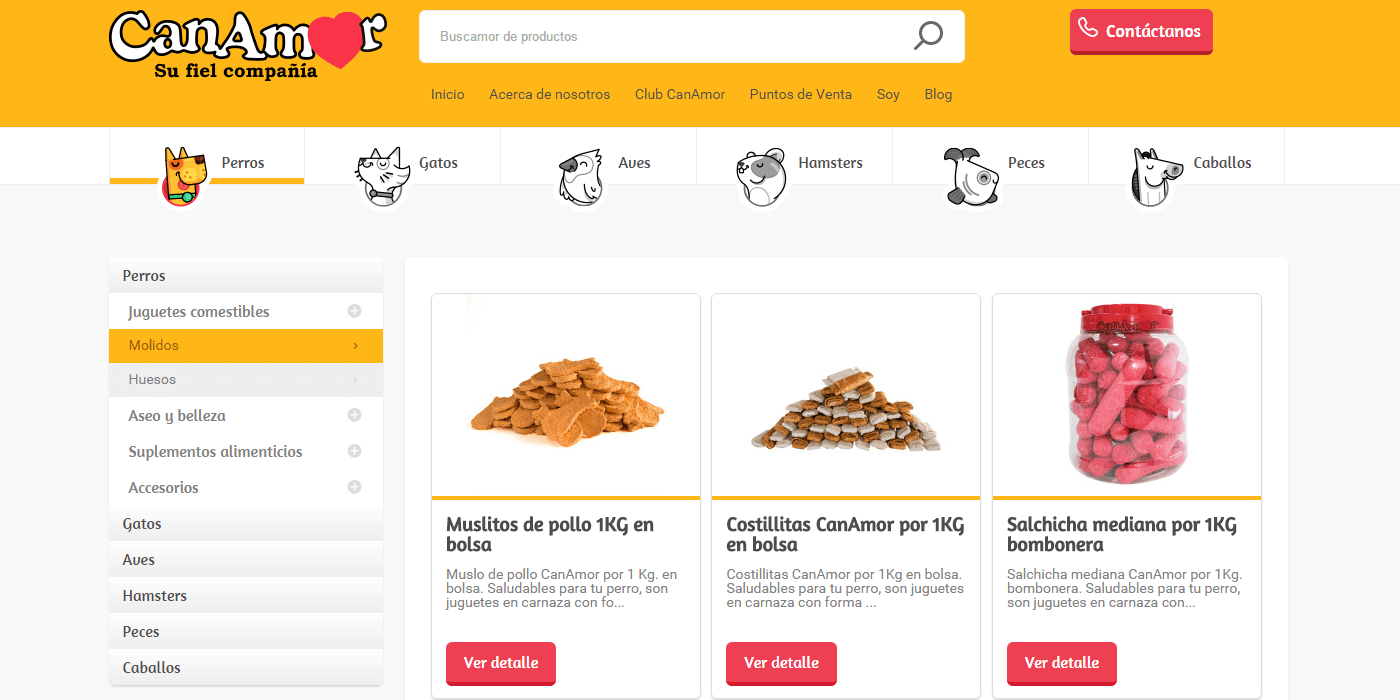 CanAmor
Su fiel compañía
Buscamor de productos
Contáctanos
Inicio Acerca de nosotros Club CanAmor Puntos de Venta Soy Blog
Perros Gatos Aves Hamsters Peces Caballos
Perros
Juguetes comestibles
Molidos
Huesos
Aseo y belleza
Suplementos alimenticios
Accesorios
Gatos
Aves
Hamsters
Peces
Caballos
CanAmor
Muslitos de pollo 1KG en
bolsa
Muslo de pollo CanAmor por 1 Kg. en
bolsa. Saludables para tu perro, son
juguetes en carnaza con fo...
Ver detalle
Costillitas CanAmor por 1KG
en bolsa
Costillitas CanAmor por 1Kg en bolsa.
Saludables para tu perro, son juguetes
en carnaza con forma ...
Ver detalle
Salchicha mediana por 1KG
bombonera
Salchicha mediana CanAmor por 1Kg.
bombonera. Saludables para tu perro,
son juguetes en carnaza con...
Ver detalle